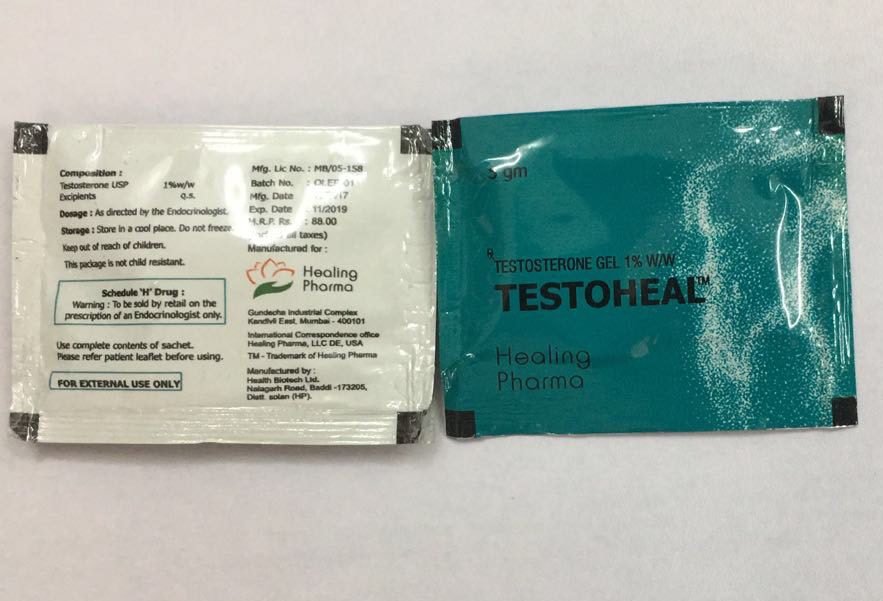 Composition :
Testosterone USP 1%w/w
Excipients q.s.
Dosage : As directed by the Endocrinologist.
Storage : Store in a cool place. Do not freeze
Keep out of reach of children.
This package is not child resistant.
Schedule 'H' Drug :
Warning : To be sold by retail on the
prescription of an Endocrinologist only.
Use complete contents of sachet.
Please refer patient leaflet before using.
FOR EXTERNAL USE ONLY
Mfg. Lic No. : MB/05-158
Batch No. :
Mfg. Date
Exp. Date 11/2019
M.R.P. Rs. : 88.00
all taxes)
Manufactured for :
Healing
Pharma
Gundecha Industrial Complex
Kandivli East, Mumbai - 400101
International Correspondence office
Healing Pharma, LLC DE, USA
TM - Trademark of Healing Pharma
Manufactured by :
Health Biotech Ltd.
Nalagarh Road, Baddi -173205,
Distt. solan (HP).
5 gm
℞ TESTOSTERONE GEL 1% W/W
TESTOHEAL™
Healing
Pharma